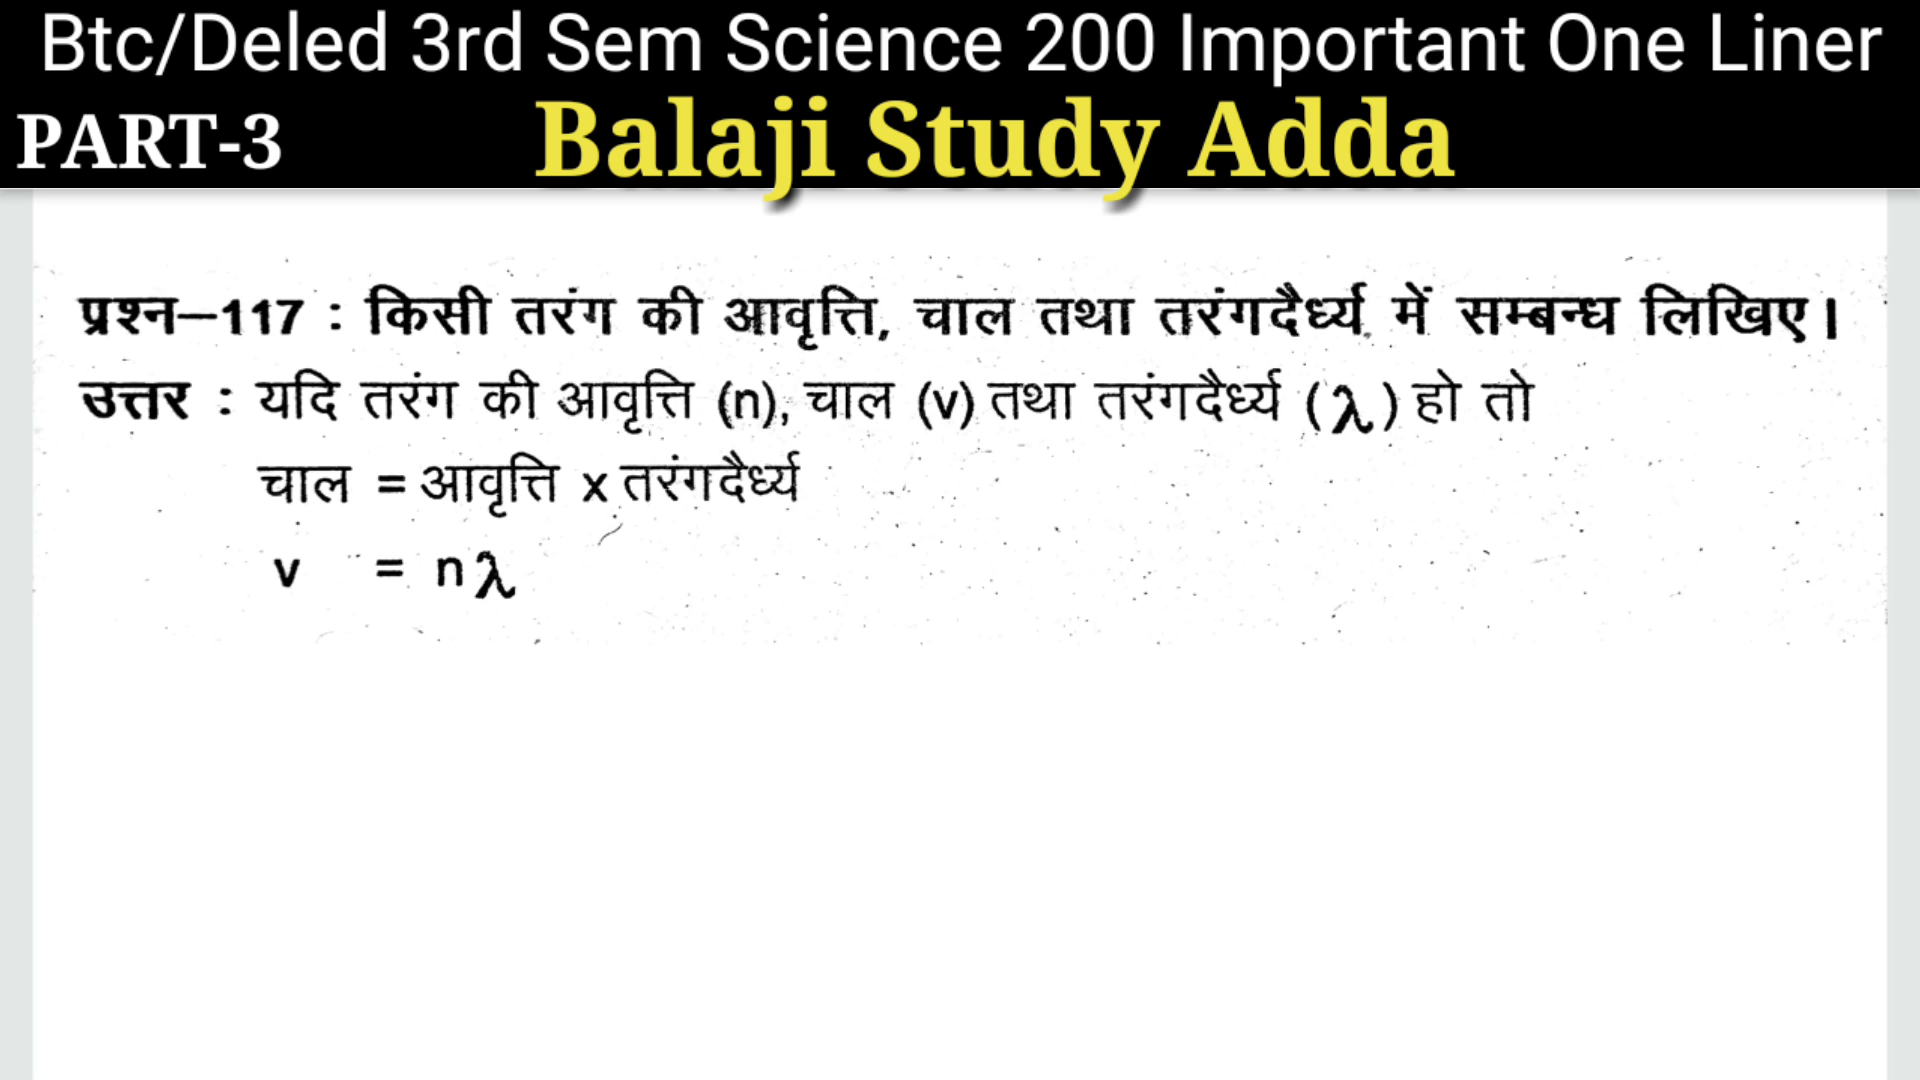 Btc/Deled 3rd Sem Science 200 Important One Liner
PART-3 Balaji Study Adda
प्रश्न–117 : किसी तरंग की आवृत्ति, चाल तथा तरंगदैर्ध्य में सम्बन्ध लिखिए।
उत्तर : यदि तरंग की आवृत्ति (n), चाल (v) तथा तरंगदैर्ध्य (λ) हो तो
चाल = आवृत्ति x तरंगदैर्ध्य
v = nλ